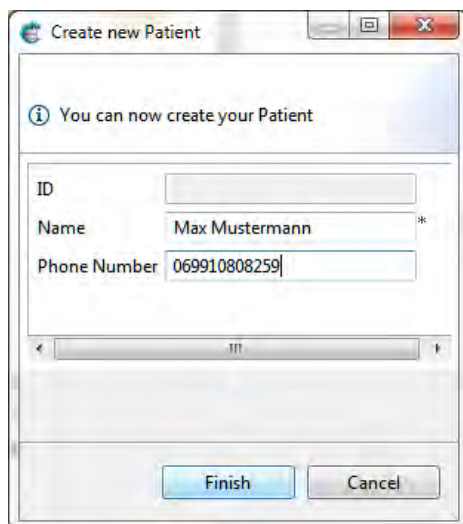 Create new Patient
You can now create your Patient
ID
Name Max Mustermann *
Phone Number 069910808259
Finish Cancel